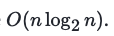 O(n log₂ n).